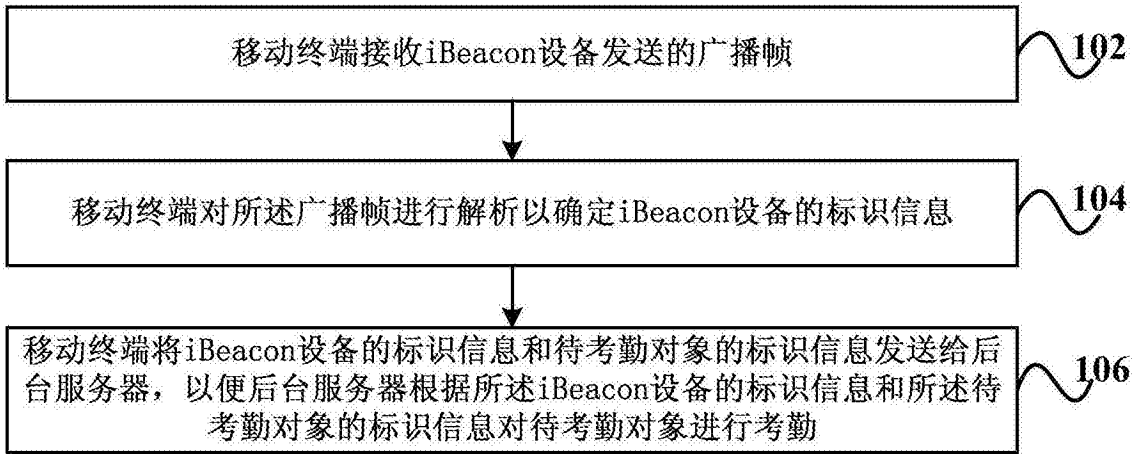 移动终端接收iBeacon设备发送的广播帧
102
移动终端对所述广播帧进行解析以确定iBeacon设备的标识信息
104
移动终端将iBeacon设备的标识信息和待考勤对象的标识信息发送给后
台服务器，以便后台服务器根据所述iBeacon设备的标识信息和所述待
考勤对象的标识信息对待考勤对象进行考勤
106